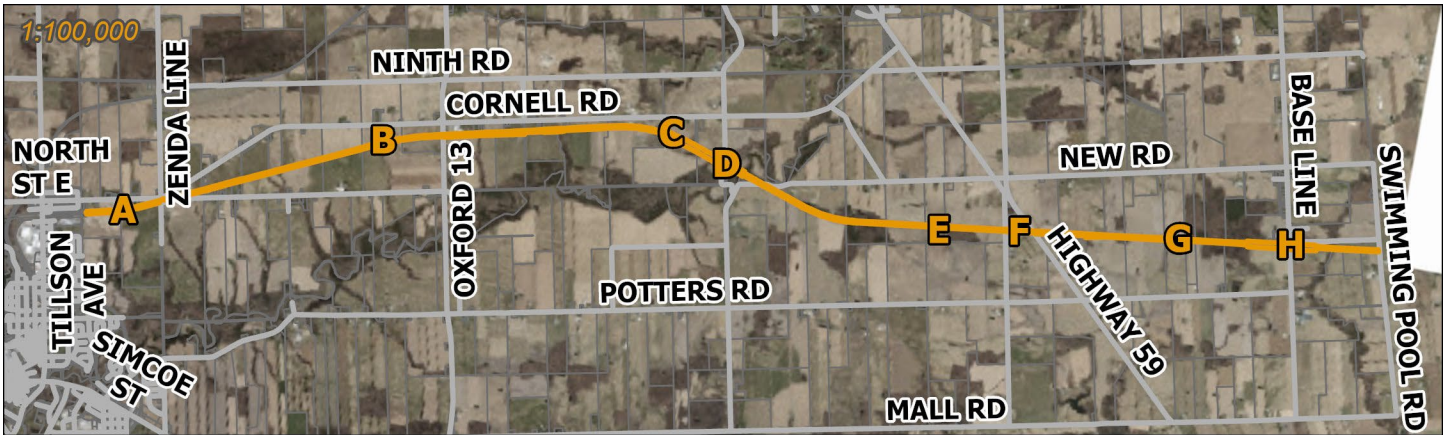 1:100,000
NINTH RD
CORNELL RD
ZENDA LINE
NORTH
ST E
A
B
C
D
OXFORD 13
NEW RD
BASE LINE
SWIMMING POOL RD
E
F
G
H
HIGHWAY 59
TILLSON
AVE
POTTERS RD
SIMCOE
ST
MALL RD